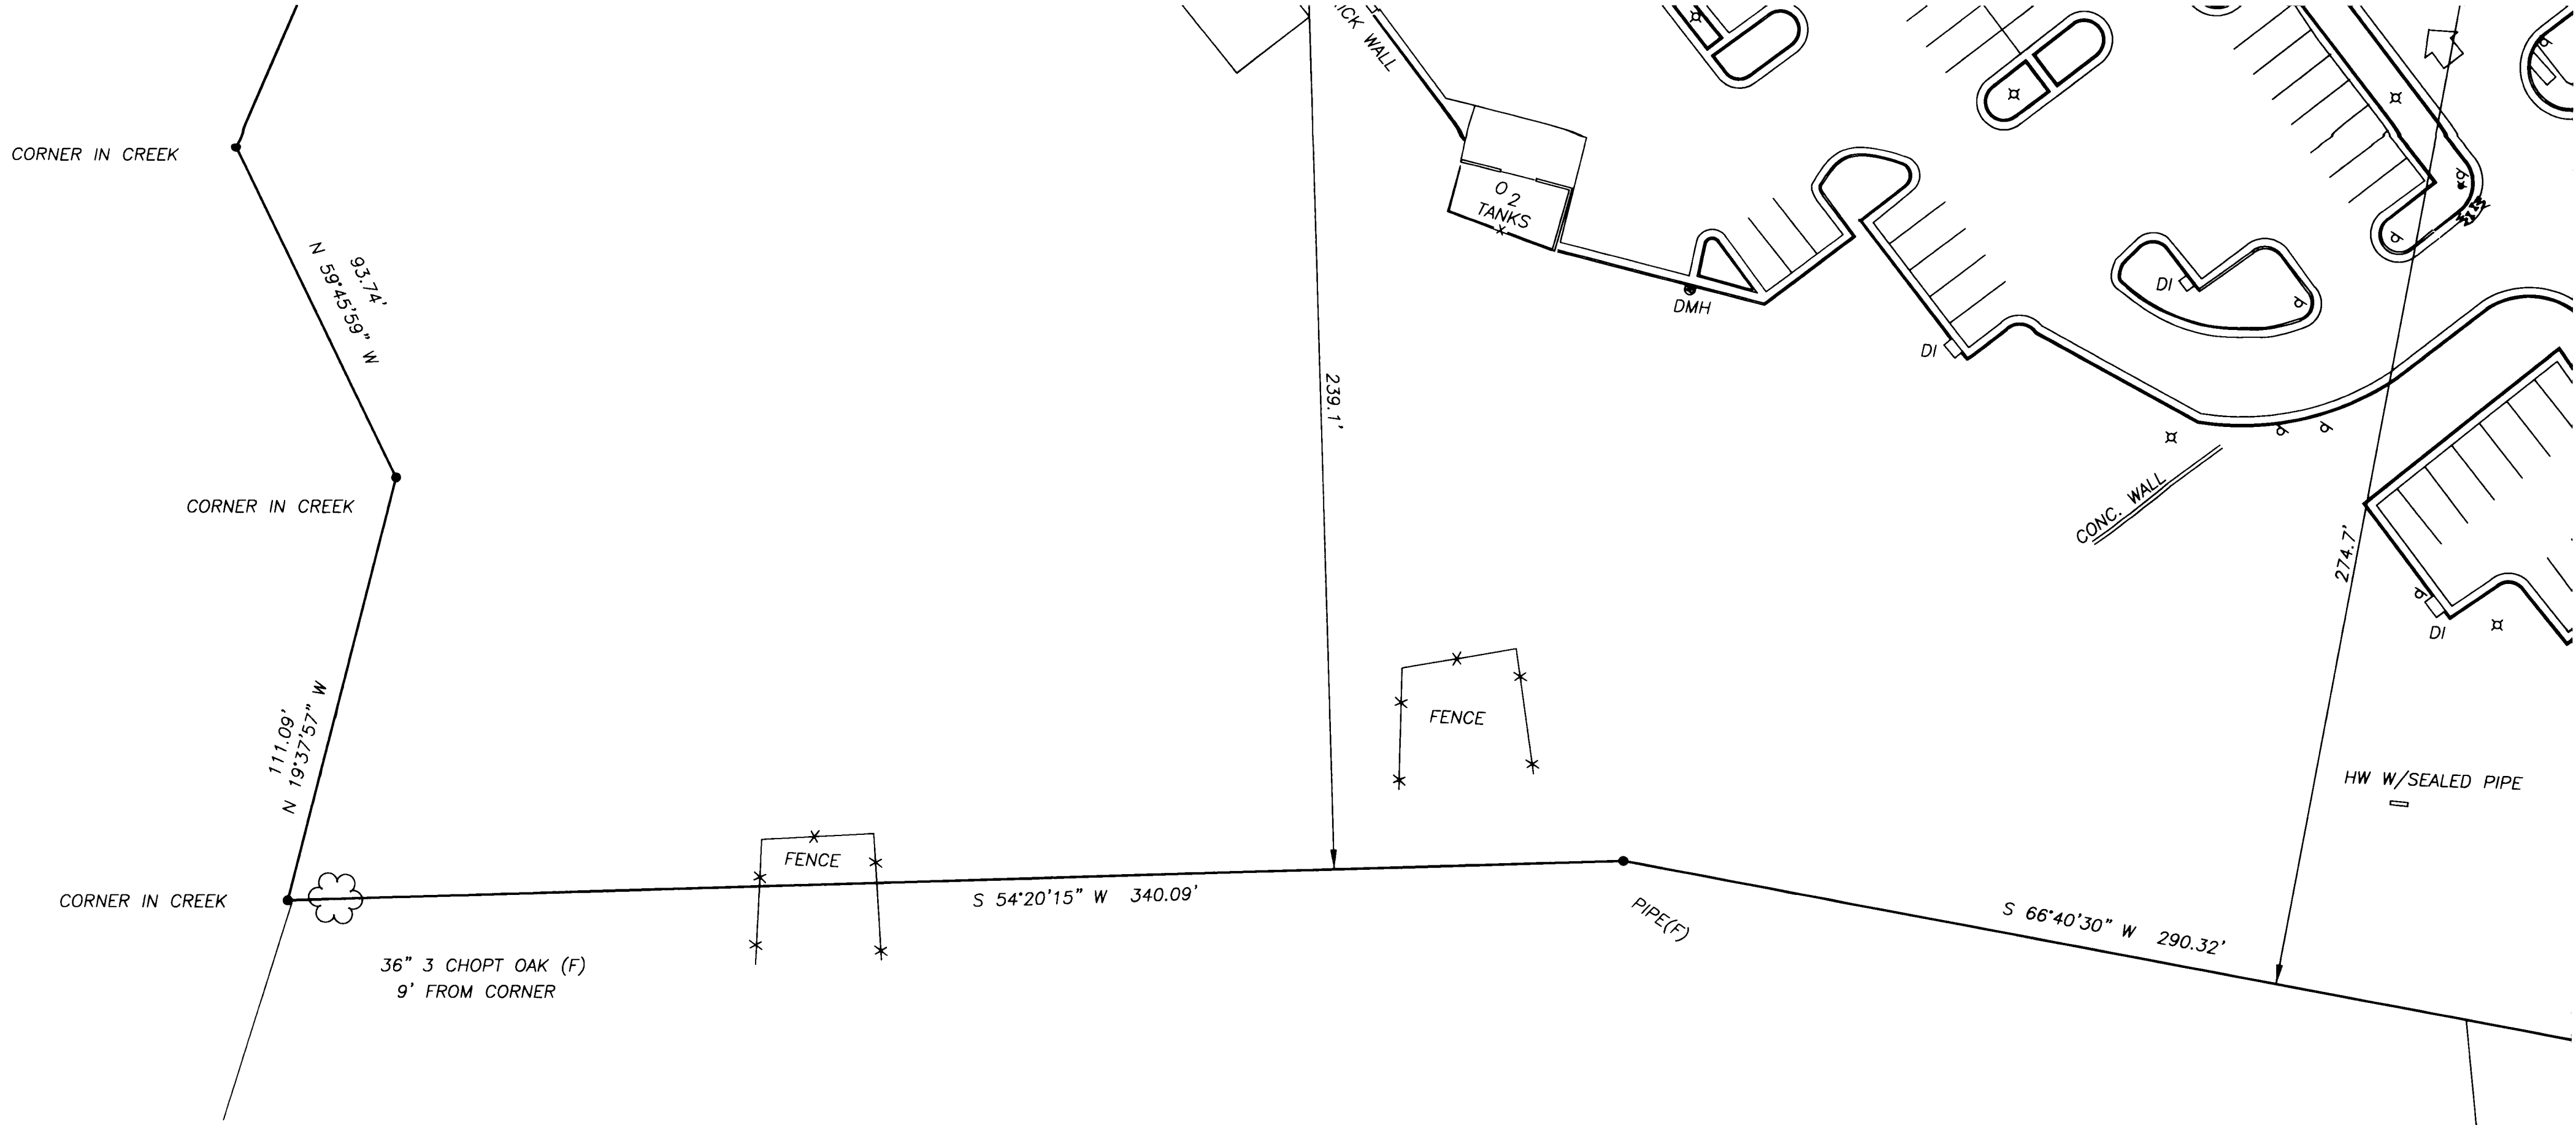 ICK WALL
CORNER IN CREEK
O 2
TANKS
93.74'
N 59°45'59" W
DI
DMH
DI
239.1'
CORNER IN CREEK
CONC. WALL
274.7'
DI
111.09'
N 19°37'57" W
FENCE
HW W/SEALED PIPE
FENCE
CORNER IN CREEK
S 54°20'15" W 340.09'
PIPE(F)
S 66°40'30" W 290.32'
36" 3 CHOPT OAK (F)
9' FROM CORNER